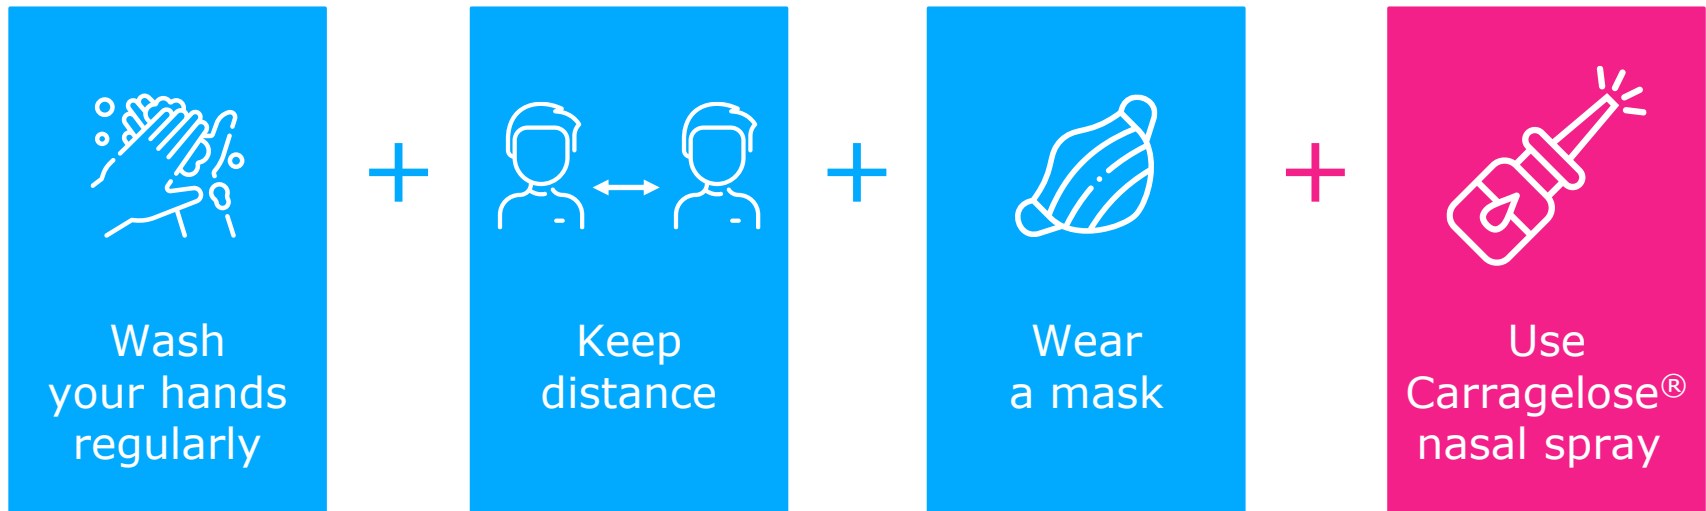 Wash
your hands
regularly
Keep
distance
Wear
a mask
Use
Carragelose®
nasal spray